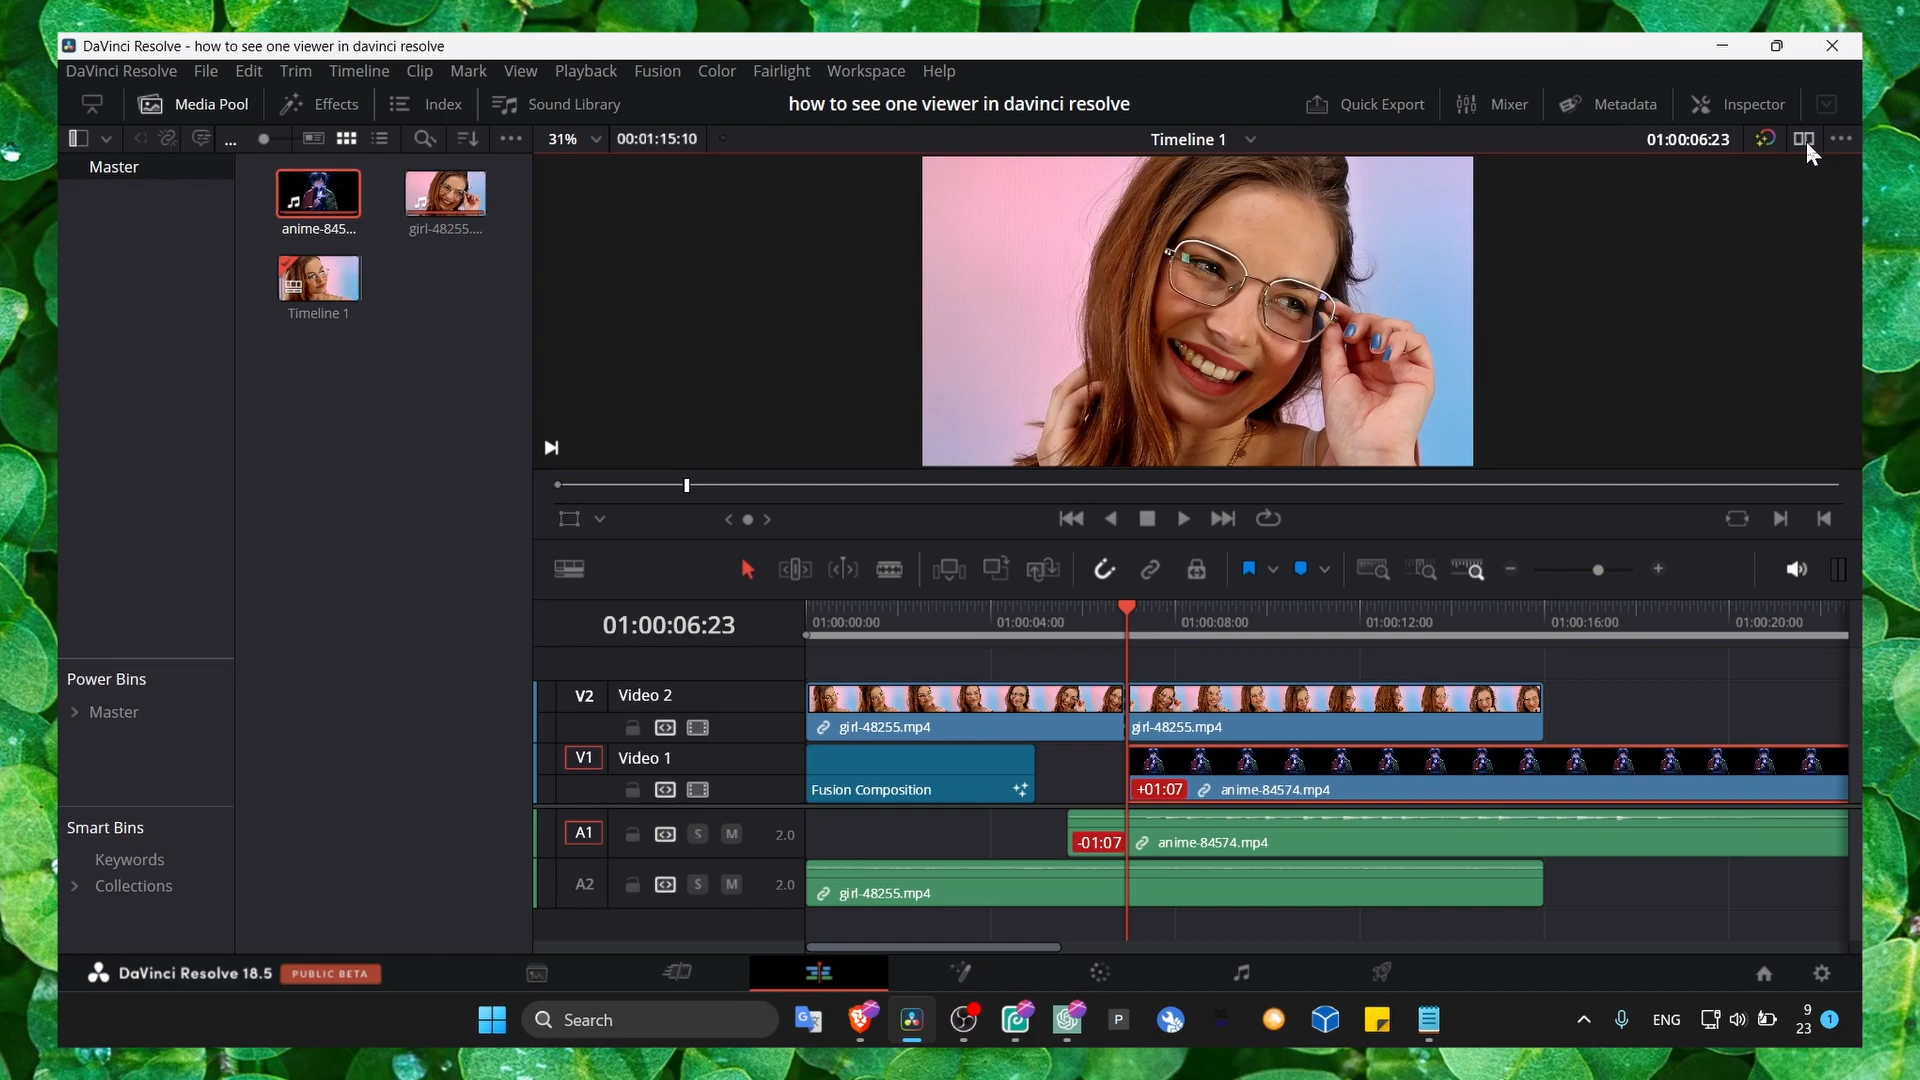 DaVinci Resolve - how to see one viewer in davinci resolve
DaVinci Resolve File Edit Trim Timeline Clip Mark View Playback Fusion Color Fairlight Workspace Help
Media Pool Effects Index Sound Library how to see one viewer in davinci resolve Quick Export Mixer Metadata Inspector
... 31% 00:01:15:10 Timeline 1 01:00:06:23
Master
anime-845... girl-48255....
Timeline 1
01:00:06:23 01:00:00:00 01:00:04:00 01:00:08:00 01:00:12:00 01:00:16:00 01:00:20:00
Power Bins
Master
V2 Video 2
girl-48255.mp4 girl-48255.mp4
V1 Video 1
Fusion Composition +01:07 anime-84574.mp4
Smart Bins
Keywords
Collections
A1 S M 2.0 -01:07 anime-84574.mp4
A2 S M 2.0 girl-48255.mp4
DaVinci Resolve 18.5 PUBLIC BETA
Search P ENG 9 1
23